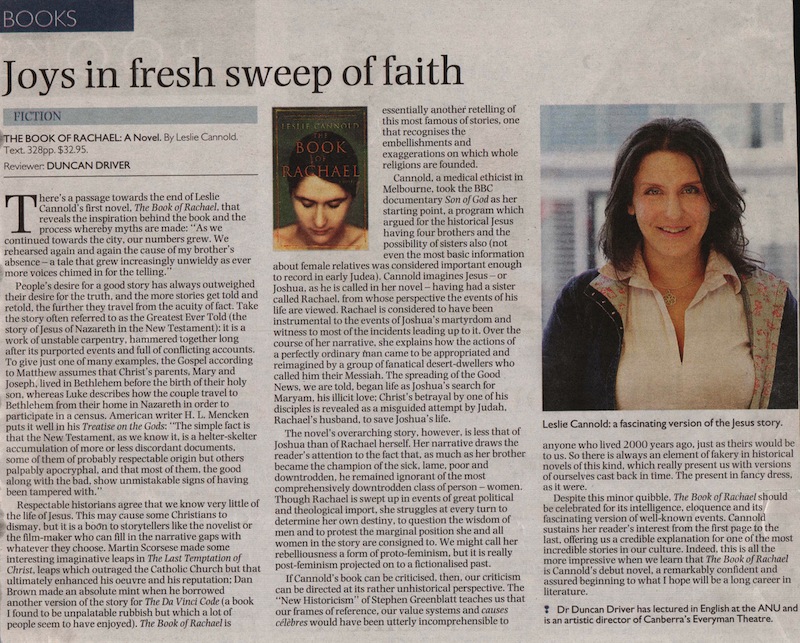 BOOKS
Joys in fresh sweep of faith
FICTION
THE BOOK OF RACHAEL: A Novel. By Leslie Cannold.
Text. 328pp. $32.95.
Reviewer: DUNCAN DRIVER
There's a passage towards the end of Leslie
Cannold's first novel, The Book of Rachael, that
reveals the inspiration behind the book and the
process whereby myths are made: "As we
continued towards the city, our numbers grew. We
rehearsed again and again the cause of my brother's
absence – a tale that grew increasingly unwieldy as ever
more voices chimed in for the telling."
People's desire for a good story has always outweighed
their desire for the truth, and the more stories get told and
retold, the further they travel from the acuity of fact. Take
the story often referred to as the Greatest Ever Told (the
story of Jesus of Nazareth in the New Testament): it is a
work of unstable carpentry, hammered together long
after its purported events and full of conflicting accounts.
To give just one of many examples, the Gospel according
to Matthew assumes that Christ's parents, Mary and
Joseph, lived in Bethlehem before the birth of their holy
son, whereas Luke describes how the couple travel to
Bethlehem from their home in Nazareth in order to
participate in a census. American writer H. L. Mencken
puts it well in his Treatise on the Gods: "The simple fact is
that the New Testament, as we know it, is a helter-skelter
accumulation of more or less discordant documents,
some of them of probably respectable origin but others
palpably apocryphal, and that most of them, the good
along with the bad, show unmistakable signs of having
been tampered with."
Respectable historians agree that we know very little of
the life of Jesus. This may cause some Christians to
dismay, but it is a boon to storytellers like the novelist or
the film-maker who can fill in the narrative gaps with
whatever they choose. Martin Scorsese made some
interesting imaginative leaps in The Last Temptation of
Christ, leaps which outraged the Catholic Church but that
ultimately enhanced his oeuvre and his reputation; Dan
Brown made an absolute mint when he borrowed
another version of the story for The Da Vinci Code (a book
I found to be unpalatable rubbish but which a lot of
people seem to have enjoyed). The Book of Rachael is
LESLIE CANNOLD
THE
BOOK
OF
RACHAEL
essentially another retelling of
this most famous of stories, one
that recognises the
embellishments and
exaggerations on which whole
religions are founded.
Cannold, a medical ethicist in
Melbourne, took the BBC
documentary Son of God as her
starting point, a program which
argued for the historical Jesus
having four brothers and the
possibility of sisters also (not
even the most basic information
about female relatives was considered important enough
to record in early Judea). Cannold imagines Jesus – or
Joshua, as he is called in her novel – having had a sister
called Rachael, from whose perspective the events of his
life are viewed. Rachael is considered to have been
instrumental to the events of Joshua's martyrdom and
witness to most of the incidents leading up to it. Over the
course of her narrative, she explains how the actions of
a perfectly ordinary man came to be appropriated and
reimagined by a group of fanatical desert-dwellers who
called him their Messiah. The spreading of the Good
News, we are told, began life as Joshua's search for
Maryam, his illicit love; Christ's betrayal by one of his
disciples is revealed as a misguided attempt by Judah,
Rachael's husband, to save Joshua's life.
The novel's overarching story, however, is less that of
Joshua than of Rachael herself. Her narrative draws the
reader's attention to the fact that, as much as her brother
became the champion of the sick, lame, poor and
downtrodden, he remained ignorant of the most
comprehensively downtrodden class of person – women.
Though Rachael is swept up in events of great political
and theological import, she struggles at every turn to
determine her own destiny, to question the wisdom of
men and to protest the marginal position she and all
women in the story are consigned to. We might call her
rebelliousness a form of proto-feminism, but it is really
post-feminism projected on to a fictionalised past.
If Cannold's book can be criticised, then, our criticism
can be directed at its rather unhistorical perspective. The
"New Historicism" of Stephen Greenblatt teaches us that
our frames of reference, our value systems and causes
célèbres would have been utterly incomprehensible to
Leslie Cannold: a fascinating version of the Jesus story.
anyone who lived 2000 years ago, just as theirs would be
to us. So there is always an element of fakery in historical
novels of this kind, which really present us with versions
of ourselves cast back in time. The present in fancy dress,
as it were.
Despite this minor quibble, The Book of Rachael should
be celebrated for its intelligence, eloquence and its
fascinating version of well-known events. Cannold
sustains her reader's interest from the first page to the
last, offering us a credible explanation for one of the most
incredible stories in our culture. Indeed, this is all the
more impressive when we learn that The Book of Rachael
is Cannold's debut novel, a remarkably confident and
assured beginning to what I hope will be a long career in
literature.
Dr Duncan Driver has lectured in English at the ANU and
is an artistic director of Canberra's Everyman Theatre.